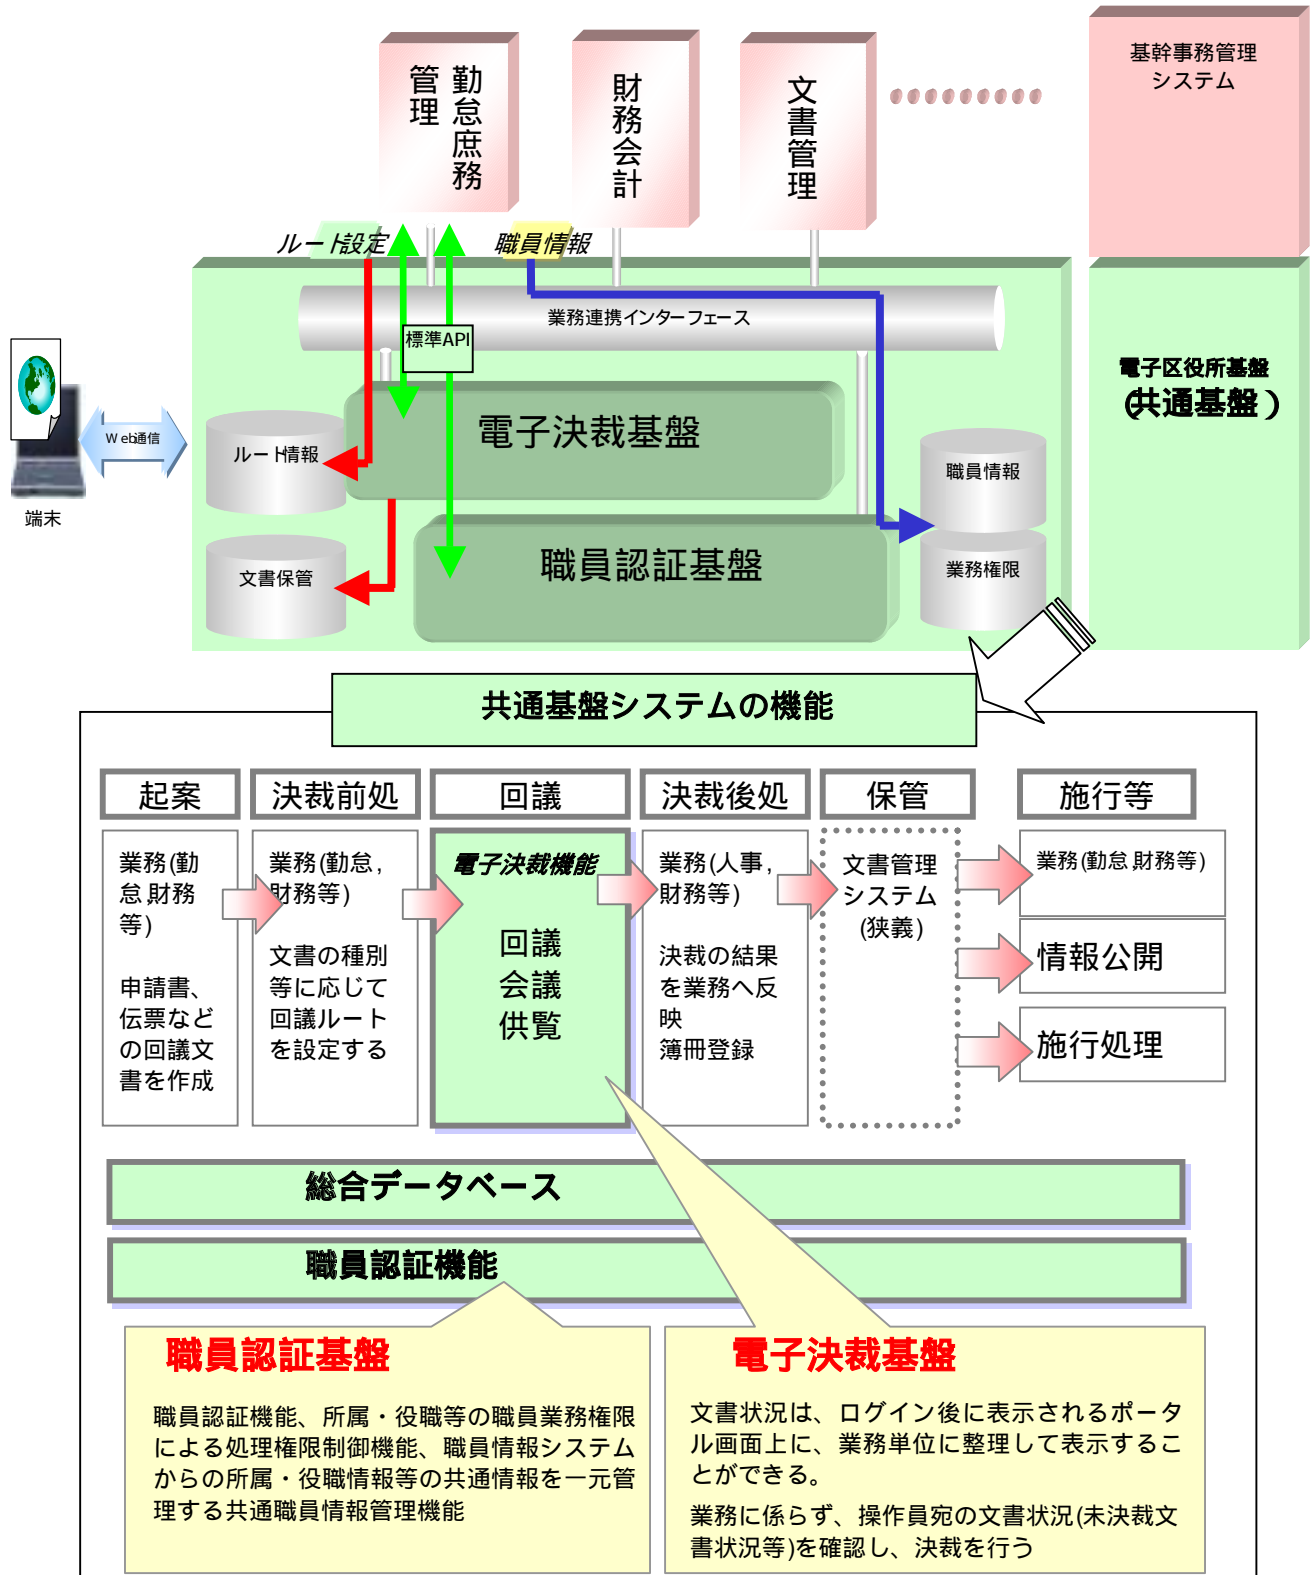 勤怠庶務
管理
財務会計
文書管理
基幹事務管理
システム
ルート設定
職員情報
業務連携インターフェース
標準API
電子区役所基盤
(共通基盤)
電子決裁基盤
Web通信
ルート情報
職員情報
端末
職員認証基盤
文書保管
業務権限
共通基盤システムの機能
起案
決裁前処
回議
決裁後処
保管
施行等
業務(勤
怠,財務
等)
申請書、
伝票など
の回議文
書を作成
業務(勤怠,
財務等)
文書の種別
等に応じて
回議ルート
を設定する
電子決裁機能
回議
会議
供覧
業務(人事,
財務等)
決裁の結果
を業務へ反
映
簿冊登録
文書管理
システム
(狭義)
業務(勤怠,財務等)
情報公開
施行処理
総合データベース
職員認証機能
職員認証基盤
職員認証機能、所属・役職等の職員業務権限
による処理権限制御機能、職員情報システム
からの所属・役職情報等の共通情報を一元管
理する共通職員情報管理機能
電子決裁基盤
文書状況は、ログイン後に表示されるポータ
ル画面上に、業務単位に整理して表示するこ
とができる。
業務に係らず、操作員宛の文書状況(未決裁文
書状況等)を確認し、決裁を行う